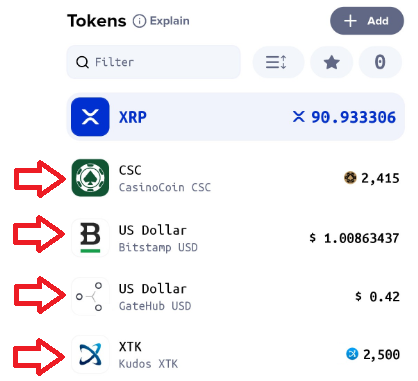 Tokens Explain + Add
Filter 0
XRP 90.933306
CSC
CasinoCoin CSC 2,415
US Dollar
Bitstamp USD $ 1.00863437
US Dollar
GateHub USD $ 0.42
XTK
Kudos XTK 2,500